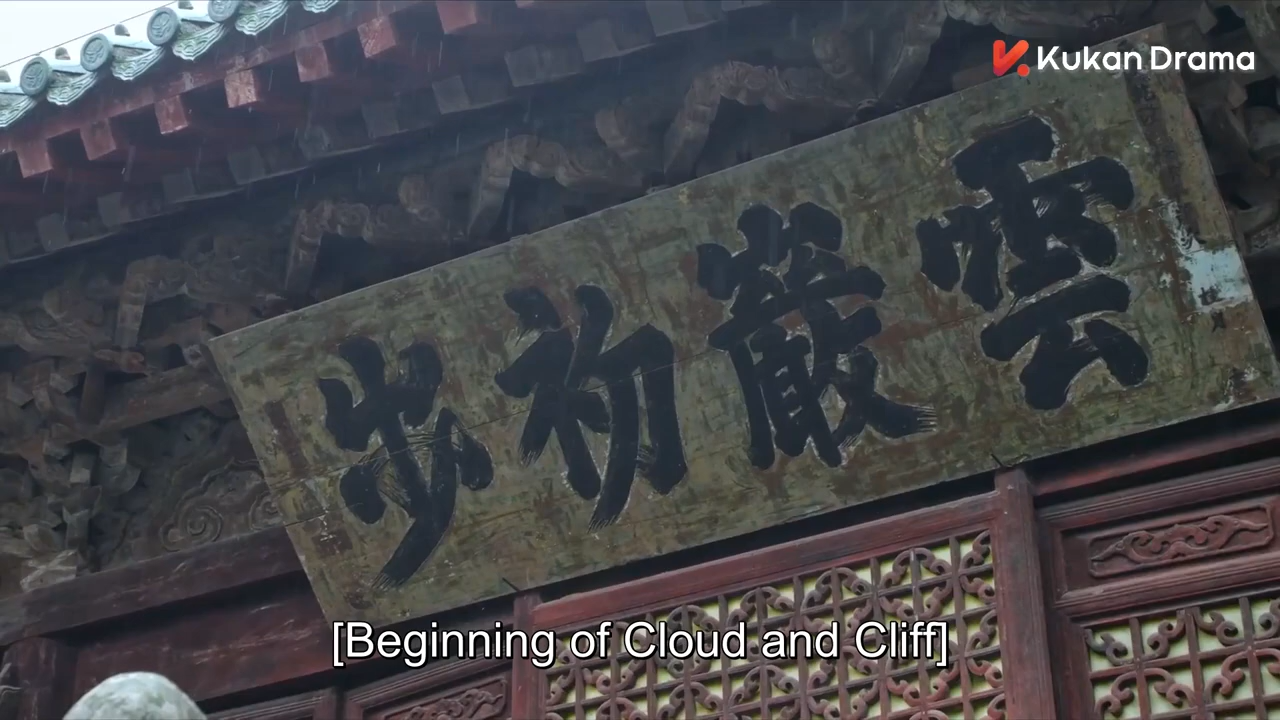 Kukan Drama
雲巖初步
[Beginning of Cloud and Cliff]